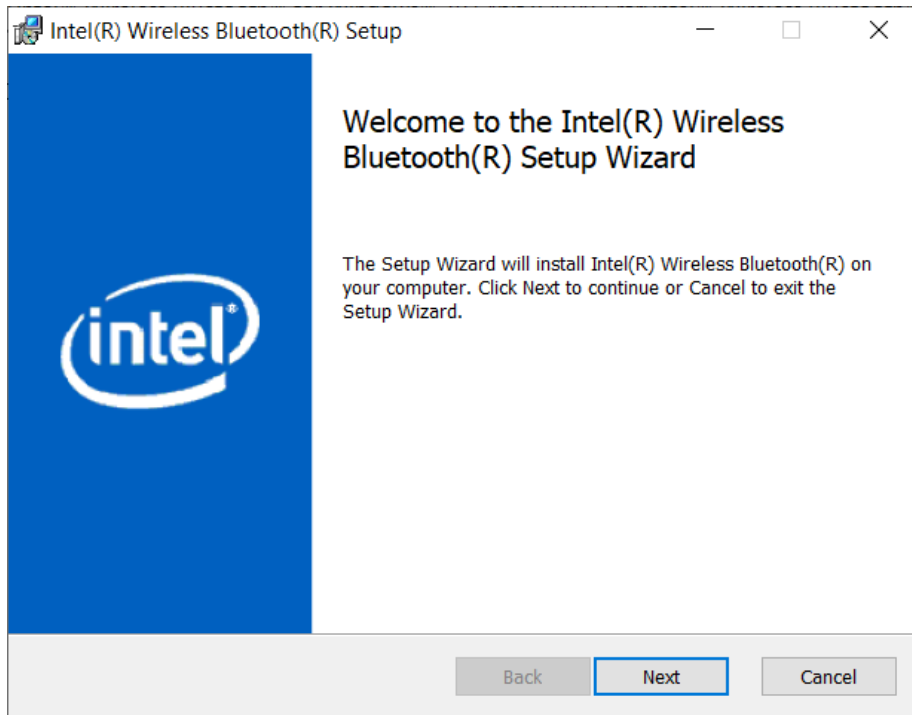 Intel(R) Wireless Bluetooth(R) Setup
Welcome to the Intel(R) Wireless
Bluetooth(R) Setup Wizard
The Setup Wizard will install Intel(R) Wireless Bluetooth(R) on
your computer. Click Next to continue or Cancel to exit the
Setup Wizard.
intel®
Back
Next
Cancel